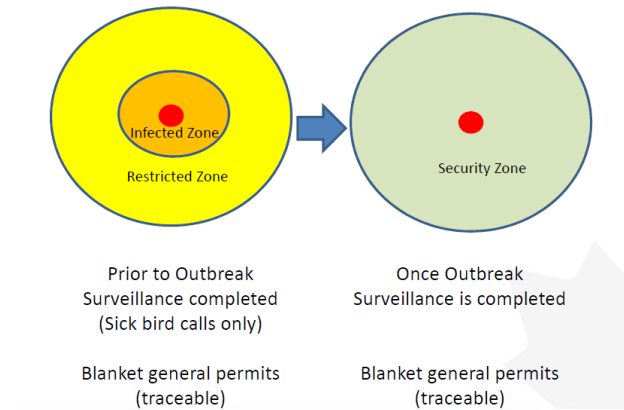 Infected Zone
Restricted Zone
Security Zone
Prior to Outbreak
Surveillance completed
(Sick bird calls only)
Once Outbreak
Surveillance is completed
Blanket general permits
(traceable)
Blanket general permits
(traceable)